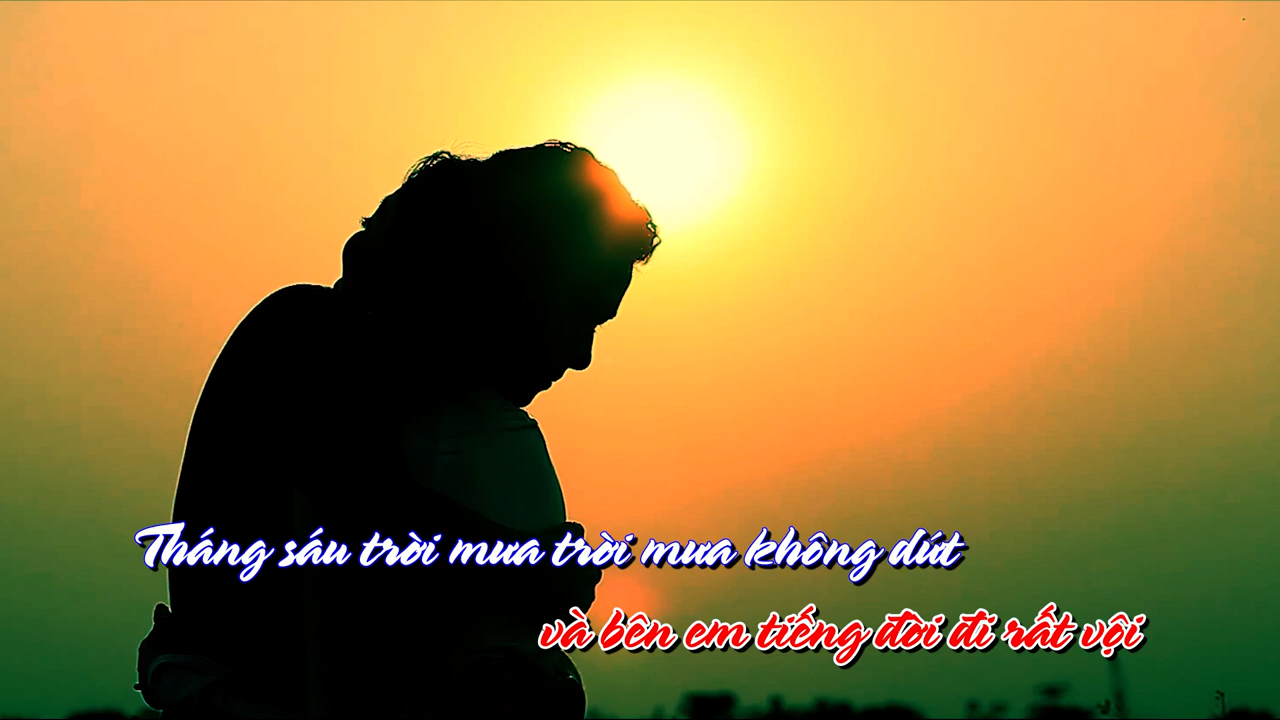 Tháng sáu trời mưa trời mưa không dứt
và bên em tiếng đời đi rất vội